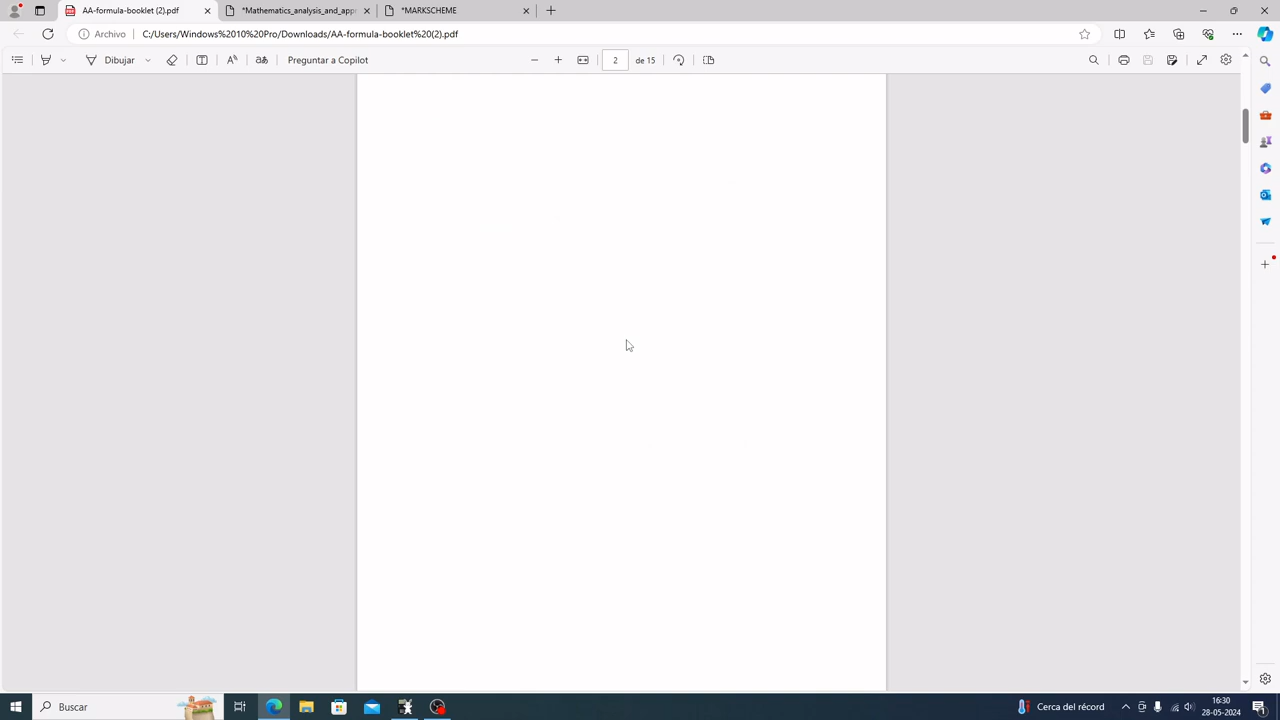 AA-formula-booklet (2).pdf
*Mathematics_analysis_and_appr
*MARKSCHEME
Archivo
C:/Users/Windows%2010%20Pro/Downloads/AA-formula-booklet%20(2).pdf
Dibujar
Preguntar a Copilot
2
de 15
Buscar
Cerca del récord
16:30
28-05-2024